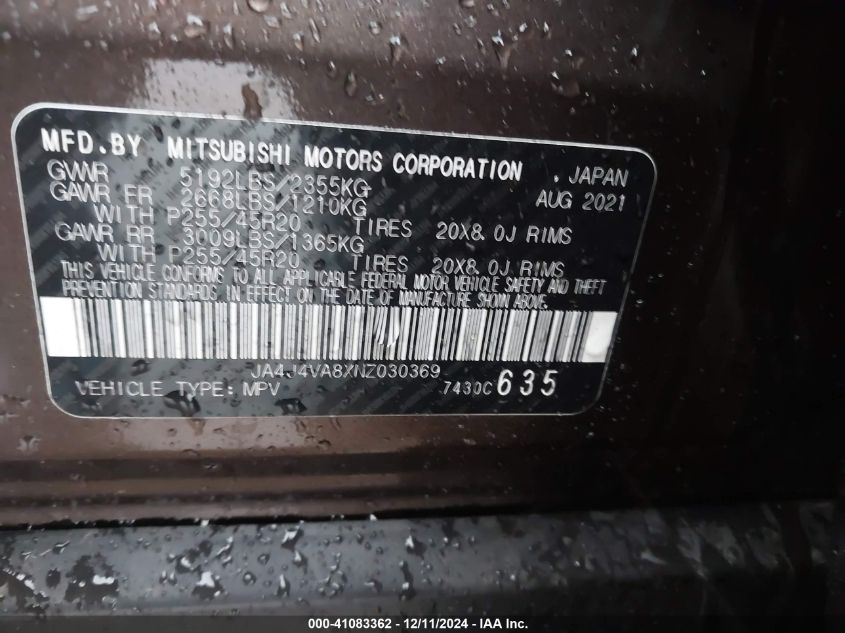 MFD.BY MITSUBISHI MOTORS CORPORATION , JAPAN
GVWR 5192LBS/2355KG AUG 2021
GAWR FR 2668LBS/1210KG
WITH P255/45R20 TIRES 20X8.0J RIMS
GAWR RR 3009LBS/1365KG
WITH P255/45R20 TIRES 20X8.0J RIMS
THIS VEHICLE CONFORMS TO ALL APPLICABLE FEDERAL MOTOR VEHICLE SAFETY AND THEFT
PREVENTION STANDARDS, IN EFFECT ON THE DATE OF MANUFACTURE SHOWN ABOVE.
JA4J4VA8XNZ030369
VEHICLE TYPE: MPV 7430C 635
000-41083362 - 12/11/2024 - iaai.com